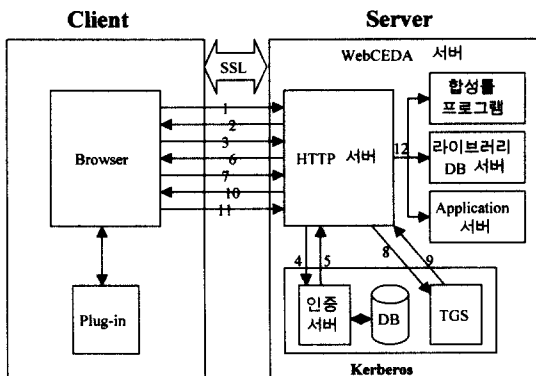 Client
Server
SSL
WebCEDA 서버
Browser
1
2
3
6
7
10
11
HTTP 서버
12
합성툴
프로그램
라이브러리
DB 서버
Application
서버
4
5
8
9
Plug-in
인증
서버
DB
TGS
Kerberos